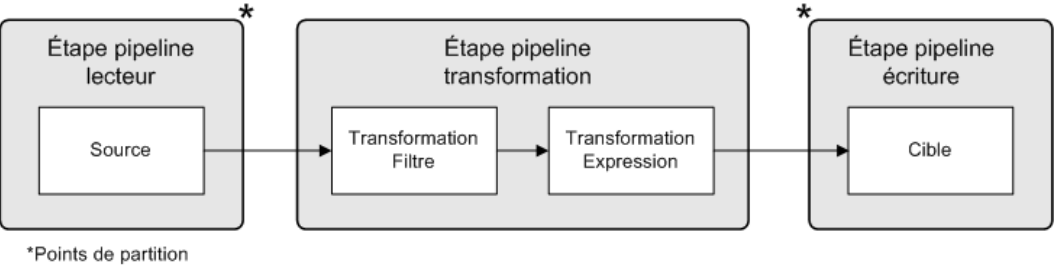 *
*
Étape pipeline
lecteur
Étape pipeline
transformation
Étape pipeline
écriture
Source
Transformation
Filtre
Transformation
Expression
Cible
*Points de partition